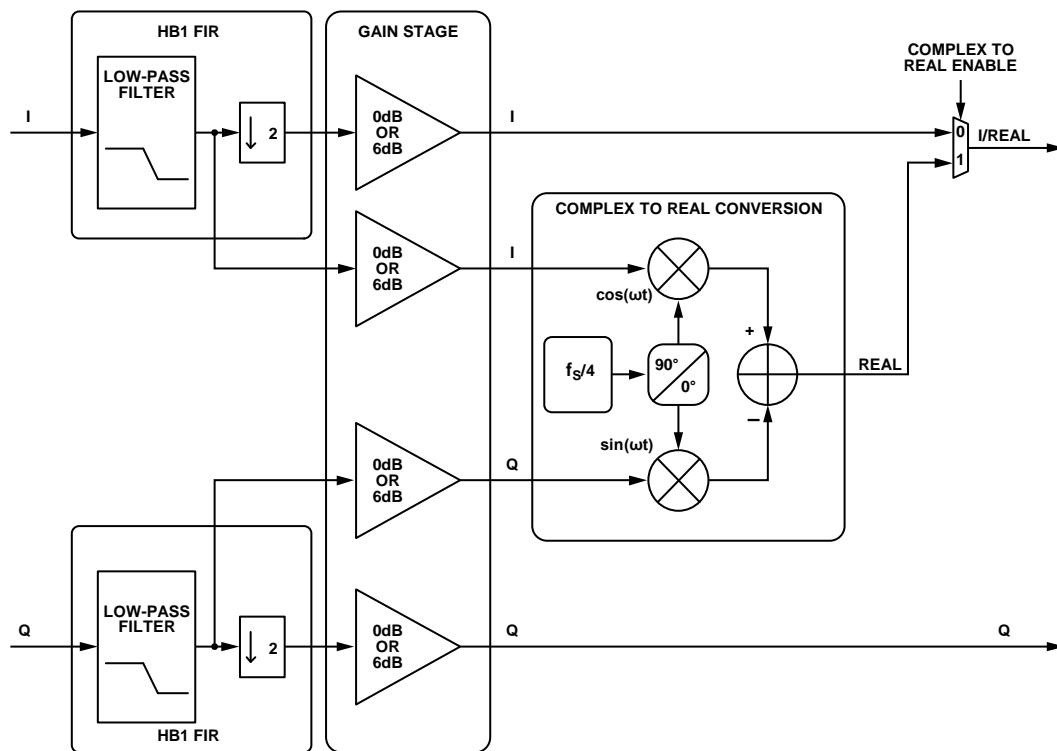 HB1 FIR
GAIN STAGE
LOW-PASS
FILTER
COMPLEX TO
REAL ENABLE
I
2
0dB
OR
6dB
I
0
1
I/REAL
0dB
OR
6dB
I
COMPLEX TO REAL CONVERSION
cos(ωt)
+
fS/4
90°
0°
REAL
–
sin(ωt)
0dB
OR
6dB
Q
LOW-PASS
FILTER
Q
2
0dB
OR
6dB
Q
Q
HB1 FIR